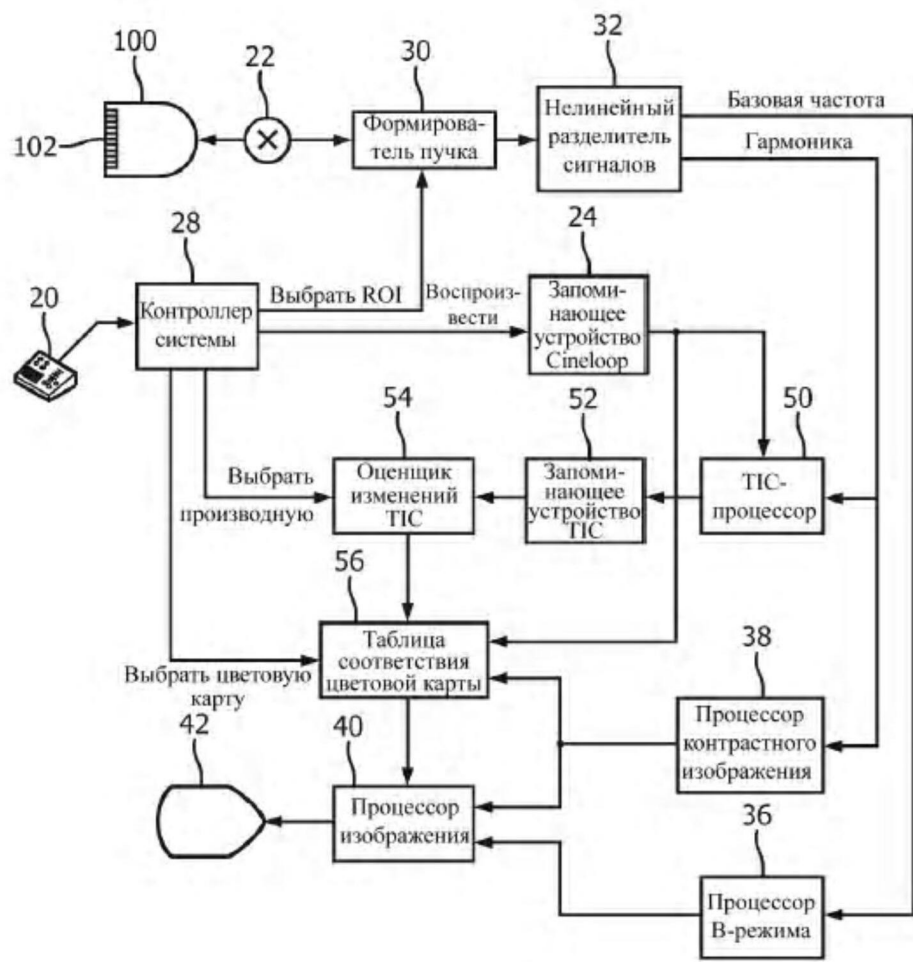 100
22
30
32
102
Формирова-
тель пучка
Нелинейный
разделитель
сигналов
Базовая частота
Гармоника
28
24
20
Контроллер
системы
Выбрать ROI
Воспроиз-
вести
Запоми-
нающее
устройство
Cineloop
54
52
50
Выбрать
производную
Оценщик
изменений
TIC
Запоми-
нающее
устройство
TIC
TIC-
процессор
56
Таблица
соответствия
цветовой карты
Выбрать цветовую
карту
38
Процессор
контрастного
изображения
42
40
Процессор
изображения
36
Процессор
В-режима